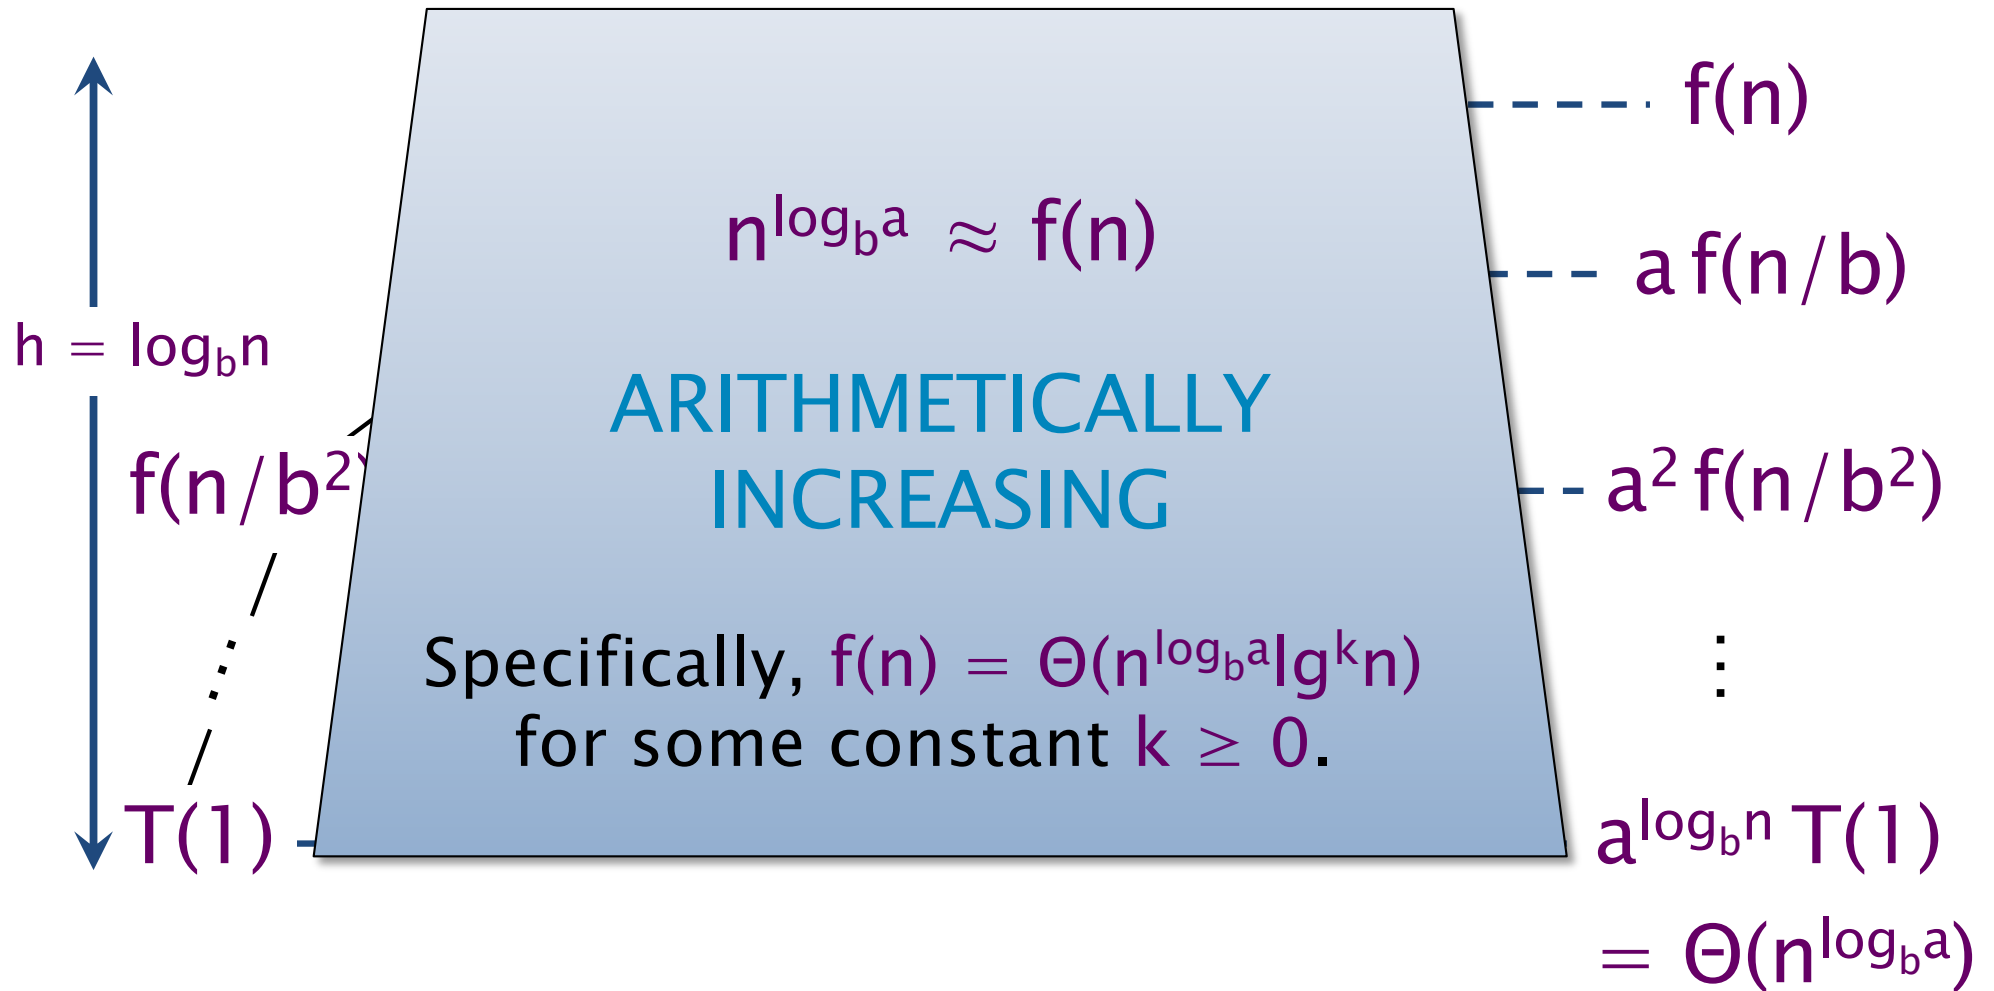 f(n)
n^{log_b a} ≈ f(n)
a f(n/b)
h = log_b n
ARITHMETICALLY
INCREASING
f(n/b²)
a² f(n/b²)
⋮
Specifically, f(n) = Θ(n^{log_b a}lg^k n)
for some constant k ≥ 0.
T(1)
a^{log_b n} T(1)
= Θ(n^{log_b a})